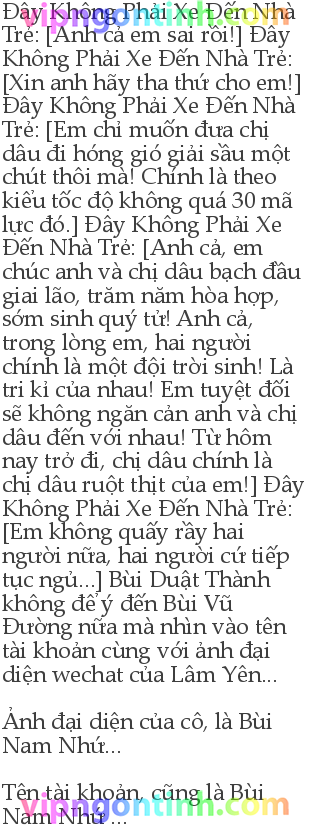 Đây Không Phải Xe Đến Nhà
Trẻ: [Anh cả em sai rồi!] Đây
Không Phải Xe Đến Nhà Trẻ:
[Xin anh hãy tha thứ cho em!]
Đây Không Phải Xe Đến Nhà
Trẻ: [Em chỉ muốn đưa chị
dâu đi hóng gió giải sầu một
chút thôi mà! Chính là theo
kiểu tốc độ không quá 30 mã
lực đó.] Đây Không Phải Xe
Đến Nhà Trẻ: [Anh cả, em
chúc anh và chị dâu bạch đầu
giai lão, trăm năm hòa hợp,
sớm sinh quý tử! Anh cả,
trong lòng em, hai người
chính là một đội trời sinh! Là
tri kỉ của nhau! Em tuyệt đối
sẽ không ngăn cản anh và chị
dâu đến với nhau! Từ hôm
nay trở đi, chị dâu chính là
chị dâu ruột thịt của em!] Đây
Không Phải Xe Đến Nhà Trẻ:
[Em không quấy rầy hai
người nữa, hai người cứ tiếp
tục ngủ...] Bùi Duật Thành
không để ý đến Bùi Vũ
Đường nữa mà nhìn vào tên
tài khoản cùng với ảnh đại
diện wechat của Lâm Yên...
Ảnh đại diện của cô, là Bùi
Nam Nhứ...
Tên tài khoản, cũng là Bùi
Nam Nhứ ...
vipngontinh.com
vipngontinh.com